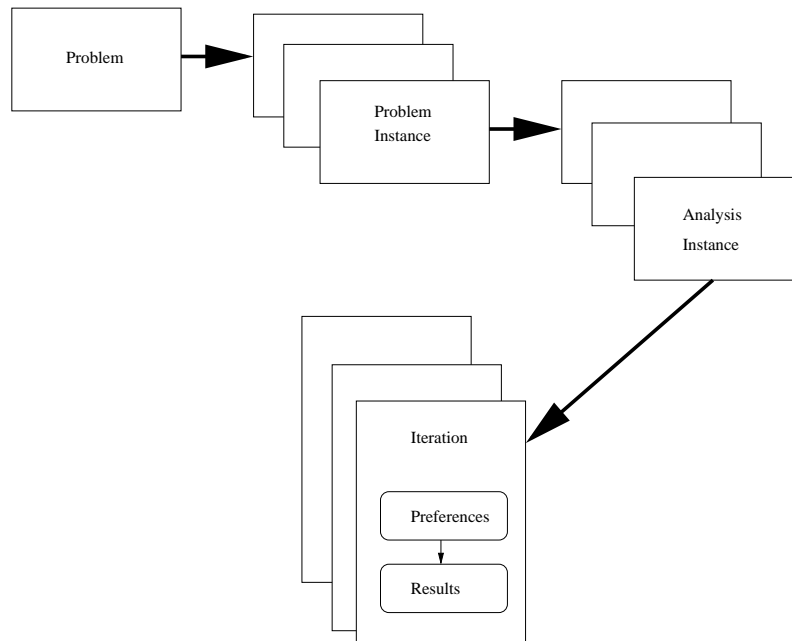 Problem
Problem
Instance
Analysis
Instance
Iteration
Preferences
Results